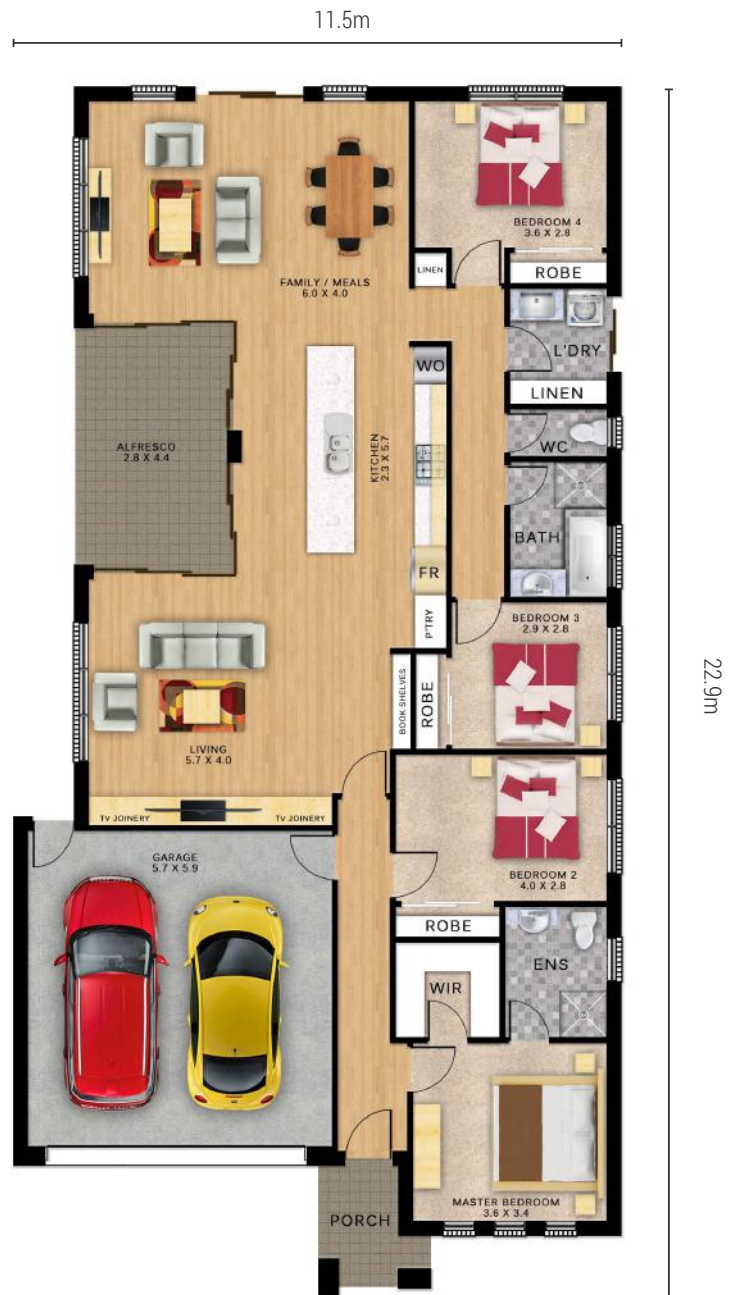 11.5m
BEDROOM 4
3.6 X 2.8
LINEN
ROBE
FAMILY / MEALS
6.0 X 4.0
L'DRY
WO
LINEN
ALFRESCO
2.8 X 4.4
KITCHEN
2.3 X 5.7
WC
BATH
FR
P'TRY
BEDROOM 3
2.9 X 2.8
22.9m
BOOK SHELVES
ROBE
LIVING
5.7 X 4.0
TV JOINERY
TV JOINERY
GARAGE
5.7 X 5.9
BEDROOM 2
4.0 X 2.8
ROBE
ENS
WIR
MASTER BEDROOM
3.6 X 3.4
PORCH